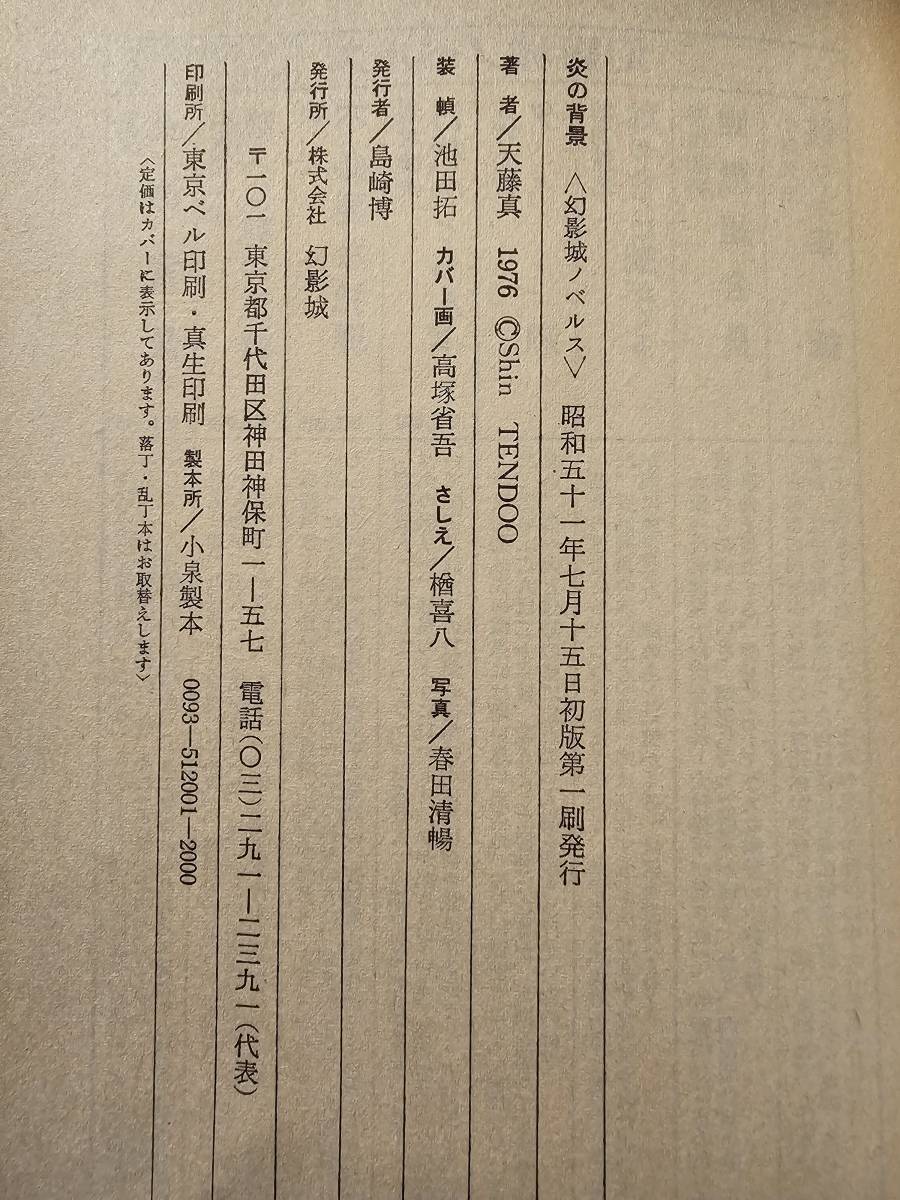 炎の背景 〈幻影城ノベルス〉 昭和五十一年七月十五日初版第一刷発行
著 者/天藤真 1976 ©Shin TENDOO
装 幀/池田拓 カバー画/高塚省吾 さしえ/楢喜八 写真/春田清暢
発行者/島崎博
発行所/株式会社 幻影城
〒一〇一 東京都千代田区神田神保町一―五七 電話(〇三)二九一―二三九一(代表)
印刷所/東京ベル印刷・真生印刷 製本所/小泉製本 0093―512001―2000
〈定価はカバーに表示してあります。落丁・乱丁本はお取替えします〉